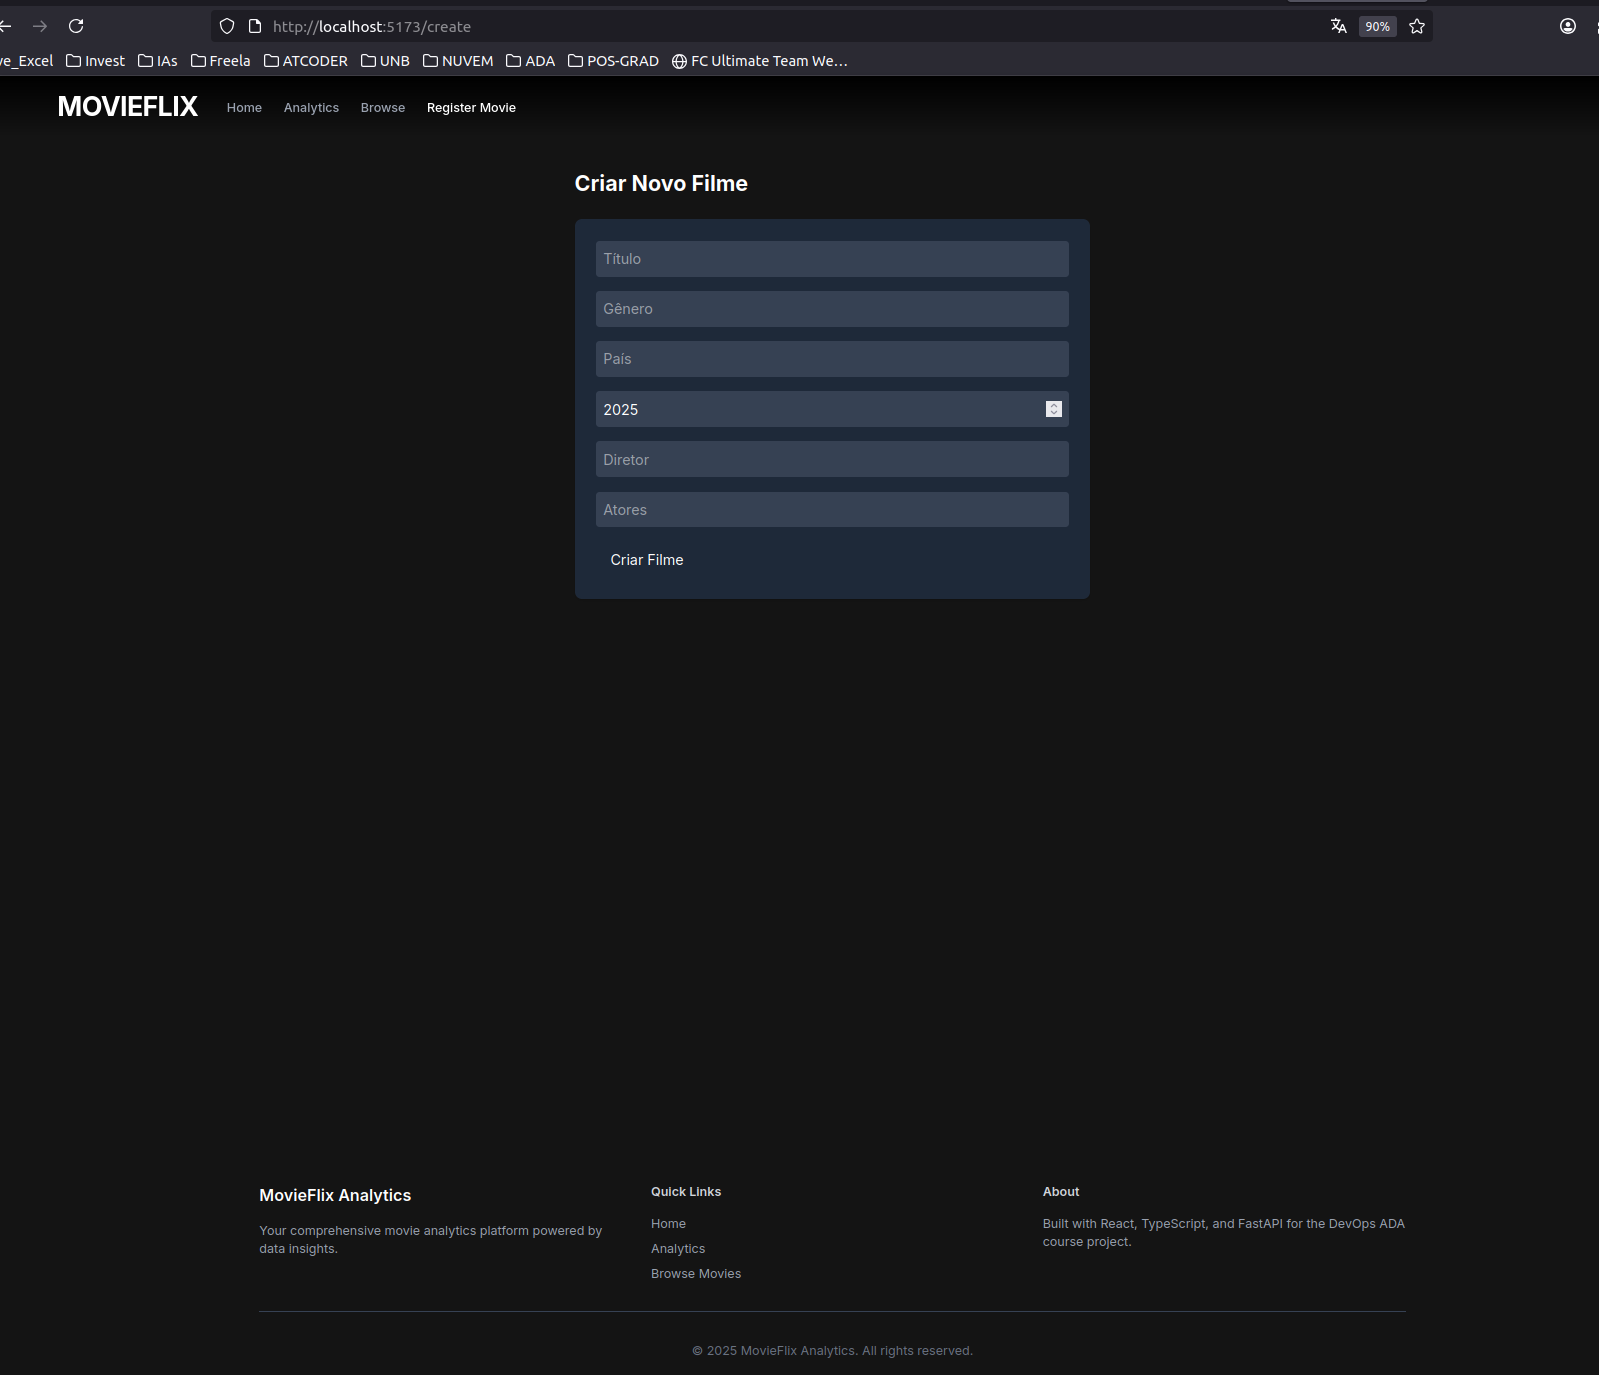 http://localhost:5173/create
90%
ve_Excel Invest IAs Freela ATCODER UNB NUVEM ADA POS-GRAD FC Ultimate Team We...
MOVIEFLIX Home Analytics Browse Register Movie
Criar Novo Filme
Título
Gênero
País
2025
Diretor
Atores
Criar Filme
MovieFlix Analytics
Your comprehensive movie analytics platform powered by
data insights.
Quick Links
Home
Analytics
Browse Movies
About
Built with React, TypeScript, and FastAPI for the DevOps ADA
course project.
© 2025 MovieFlix Analytics. All rights reserved.